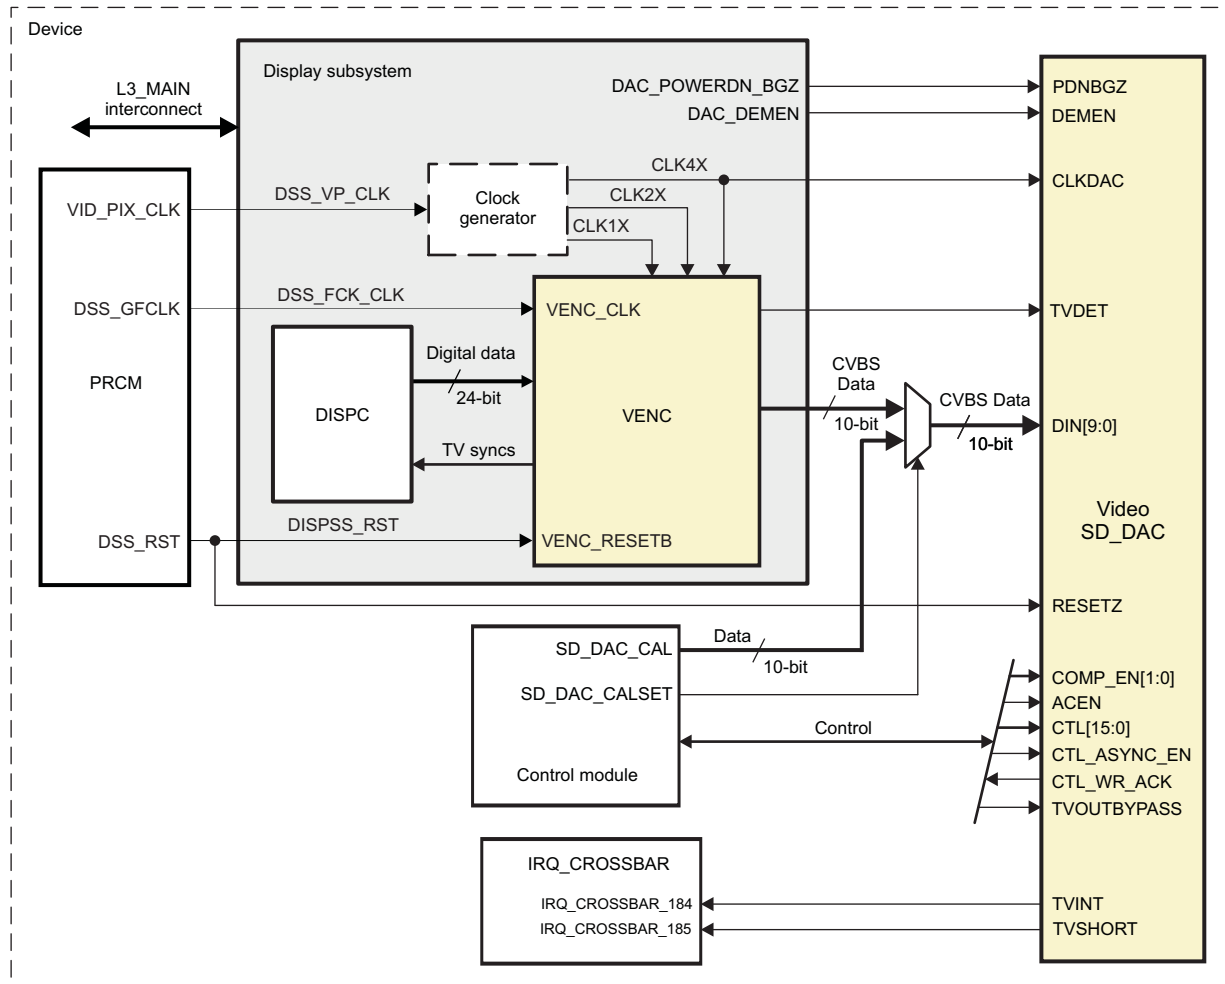 Device
Display subsystem
L3_MAIN
interconnect
DAC_POWERDN_BGZ
DAC_DEMEN
PDNBGZ
DEMEN
VID_PIX_CLK
DSS_VP_CLK
Clock
generator
CLK4X
CLK2X
CLK1X
CLKDAC
DSS_GFCLK
DSS_FCK_CLK
VENC_CLK
TVDET
PRCM
DISPC
Digital data
24-bit
TV syncs
VENC
CVBS
Data
10-bit
CVBS Data
10-bit
DIN[9:0]
Video
SD_DAC
DSS_RST
DISPSS_RST
VENC_RESETB
RESETZ
SD_DAC_CAL
Data
10-bit
SD_DAC_CALSET
Control
Control module
COMP_EN[1:0]
ACEN
CTL[15:0]
CTL_ASYNC_EN
CTL_WR_ACK
TVOUTBYPASS
IRQ_CROSSBAR
IRQ_CROSSBAR_184
IRQ_CROSSBAR_185
TVINT
TVSHORT